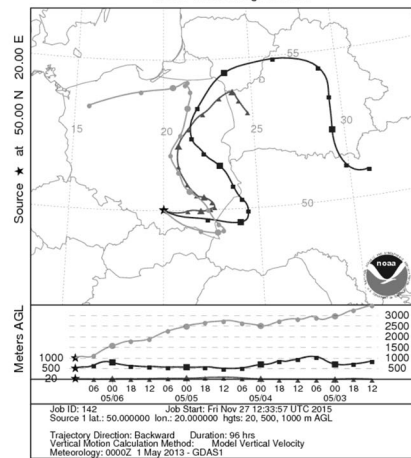 55
15
20
25
30
50
Source ★ at 50.00 N 20.00 E
noaa
Meters AGL
3000
2500
2000
1500
1000
500
1000
500
20
06 00 18 12 06 00 18 12 06 00 18 12 06 00 18 12
05/06 05/05 05/04 05/03
Job ID: 142 Job Start: Fri Nov 27 12:33:57 UTC 2015
Source 1 lat.: 50.000000 lon.: 20.000000 hgts: 20, 500, 1000 m AGL
Trajectory Direction: Backward Duration: 96 hrs
Vertical Motion Calculation Method: Model Vertical Velocity
Meteorology: 0000Z 1 May 2013 - GDAS1